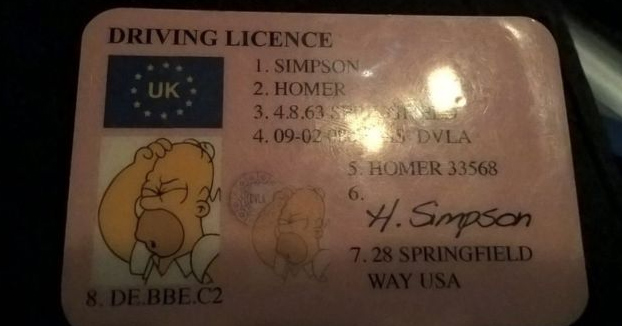 DRIVING LICENCE
UK
1. SIMPSON
2. HOMER
3. 4.8.63
4. 09-02 DVLA
5. HOMER 33568
6.
H. Simpson
7. 28 SPRINGFIELD
WAY USA
8. DE.BBE.C2